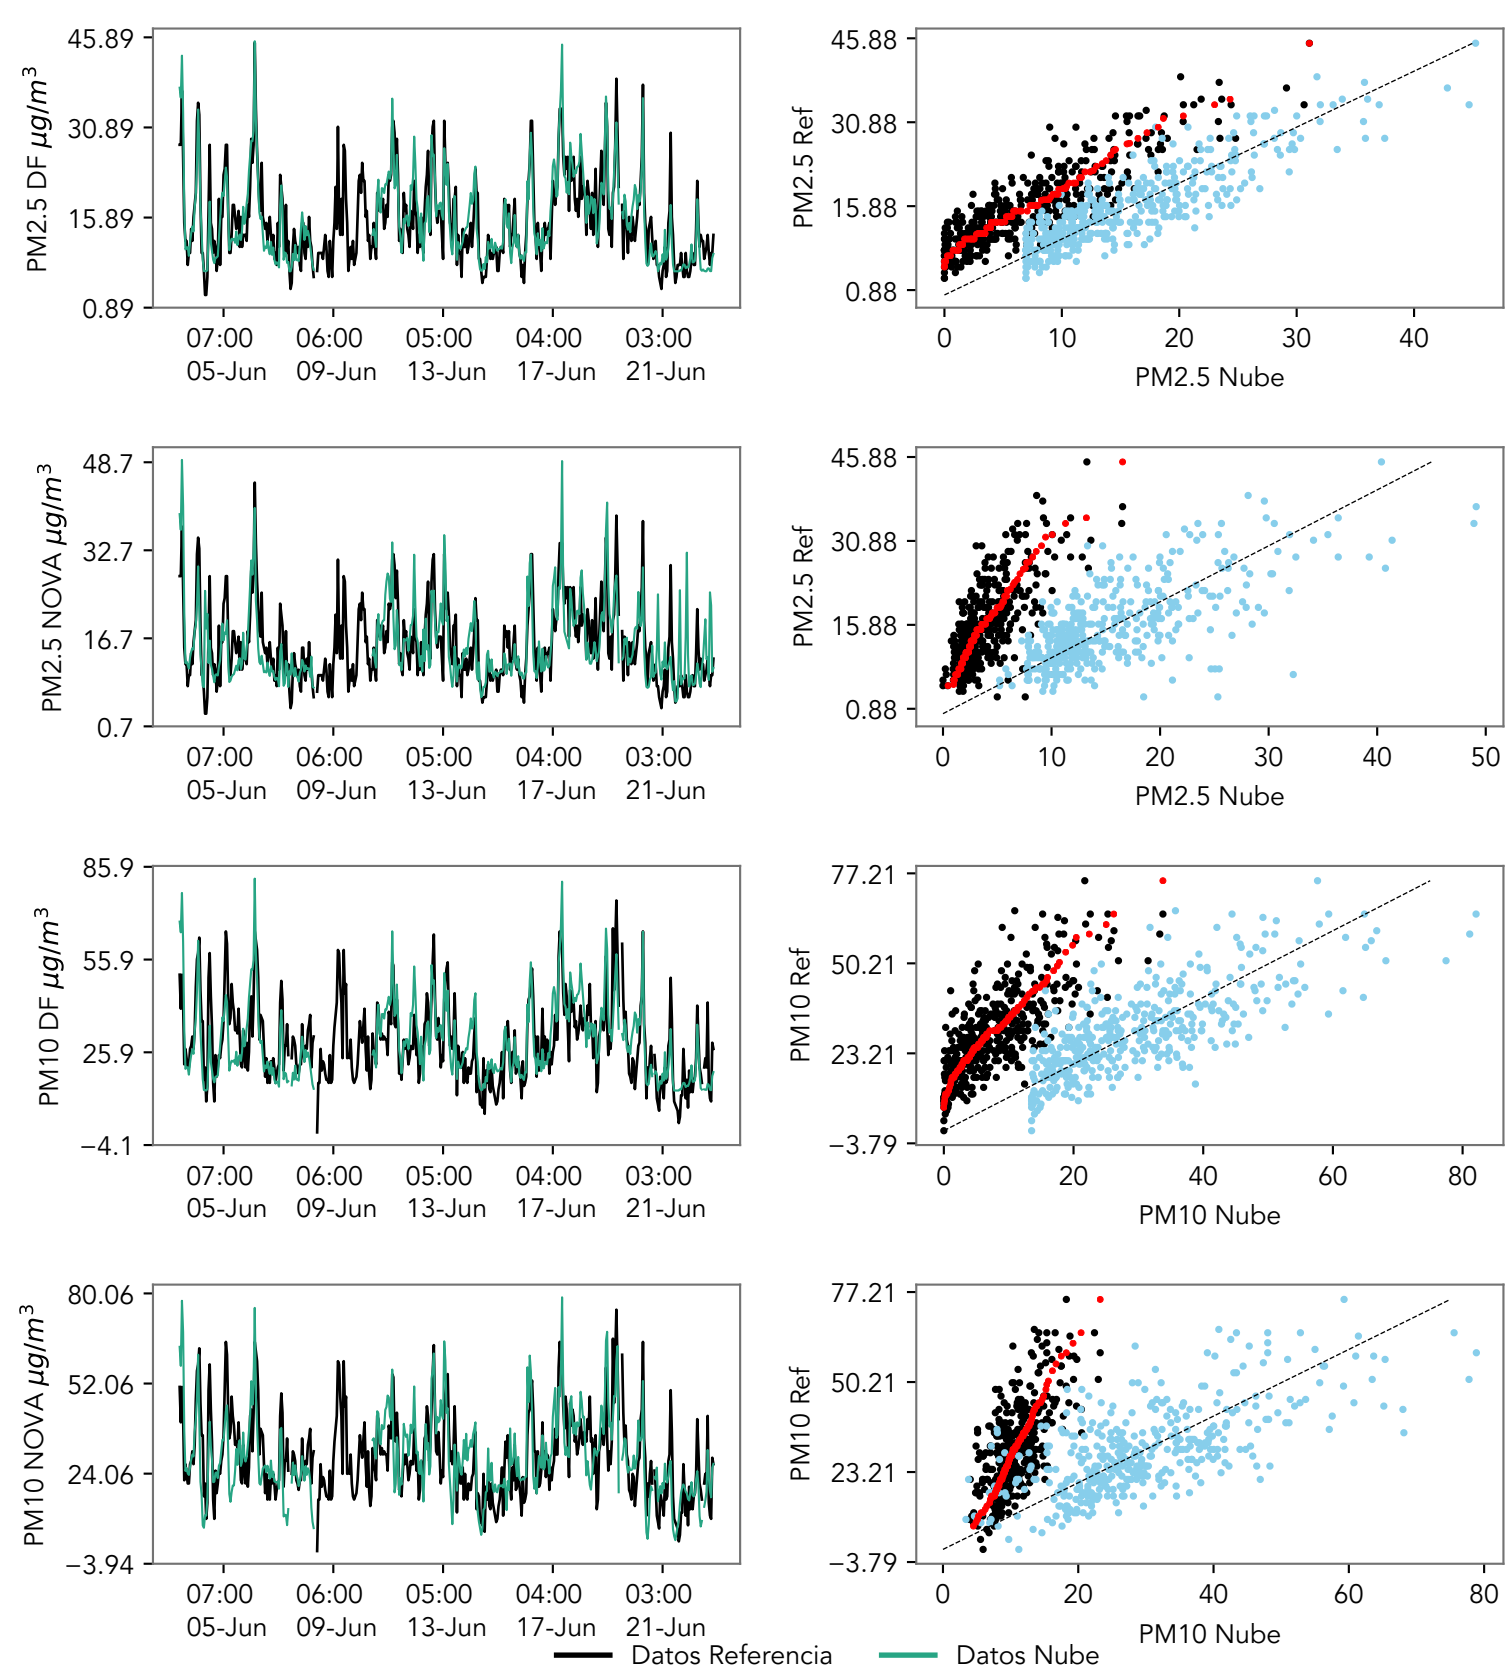 45.89
30.89
15.89
0.89
PM2.5 DF μg/m³
07:00 06:00 05:00 04:00 03:00
05-Jun 09-Jun 13-Jun 17-Jun 21-Jun
45.88
30.88
15.88
0.88
PM2.5 Ref
0 10 20 30 40
PM2.5 Nube
48.7
32.7
16.7
0.7
PM2.5 NOVA μg/m³
07:00 06:00 05:00 04:00 03:00
05-Jun 09-Jun 13-Jun 17-Jun 21-Jun
45.88
30.88
15.88
0.88
PM2.5 Ref
0 10 20 30 40 50
PM2.5 Nube
85.9
55.9
25.9
−4.1
PM10 DF μg/m³
07:00 06:00 05:00 04:00 03:00
05-Jun 09-Jun 13-Jun 17-Jun 21-Jun
77.21
50.21
23.21
−3.79
PM10 Ref
0 20 40 60 80
PM10 Nube
80.06
52.06
24.06
−3.94
PM10 NOVA μg/m³
07:00 06:00 05:00 04:00 03:00
05-Jun 09-Jun 13-Jun 17-Jun 21-Jun
77.21
50.21
23.21
−3.79
PM10 Ref
0 20 40 60 80
PM10 Nube
Datos Referencia Datos Nube